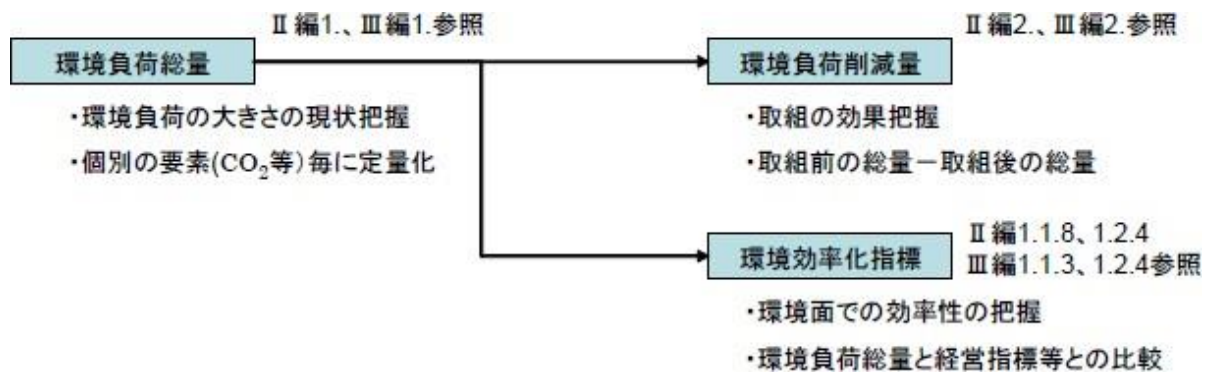 Ⅱ編1.、Ⅲ編1.参照
環境負荷総量
・環境負荷の大きさの現状把握
・個別の要素(CO₂等)毎に定量化
Ⅱ編2.、Ⅲ編2.参照
環境負荷削減量
・取組の効果把握
・取組前の総量－取組後の総量
Ⅱ編1.1.8、1.2.4
Ⅲ編1.1.3、1.2.4参照
環境効率化指標
・環境面での効率性の把握
・環境負荷総量と経営指標等との比較